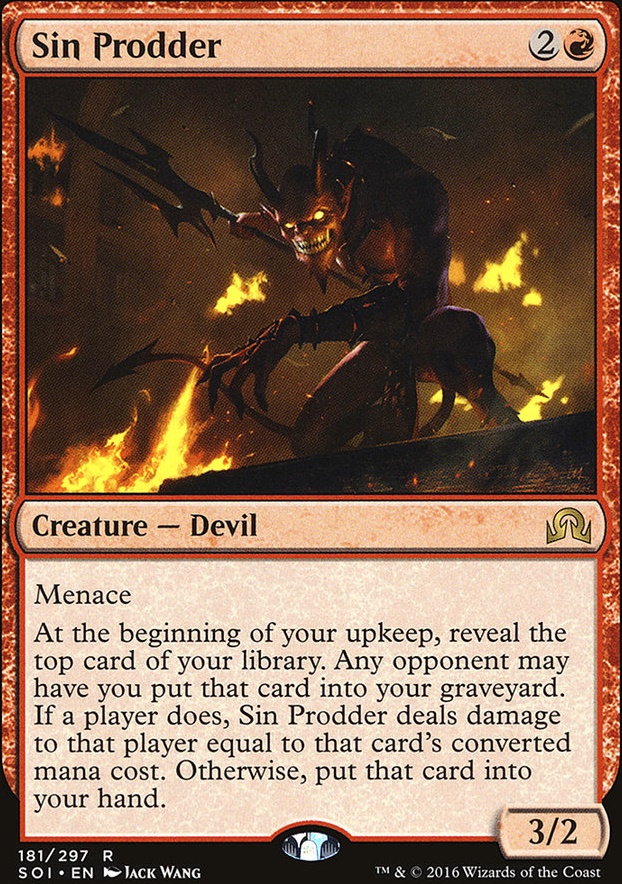 Sin Prodder 2
Creature — Devil
Menace
At the beginning of your upkeep, reveal the
top card of your library. Any opponent may
have you put that card into your graveyard.
If a player does, Sin Prodder deals damage
to that player equal to that card's converted
mana cost. Otherwise, put that card into
your hand.
3/2
181/297 R
SOI • EN Jack Wang ™ & © 2016 Wizards of the Coast